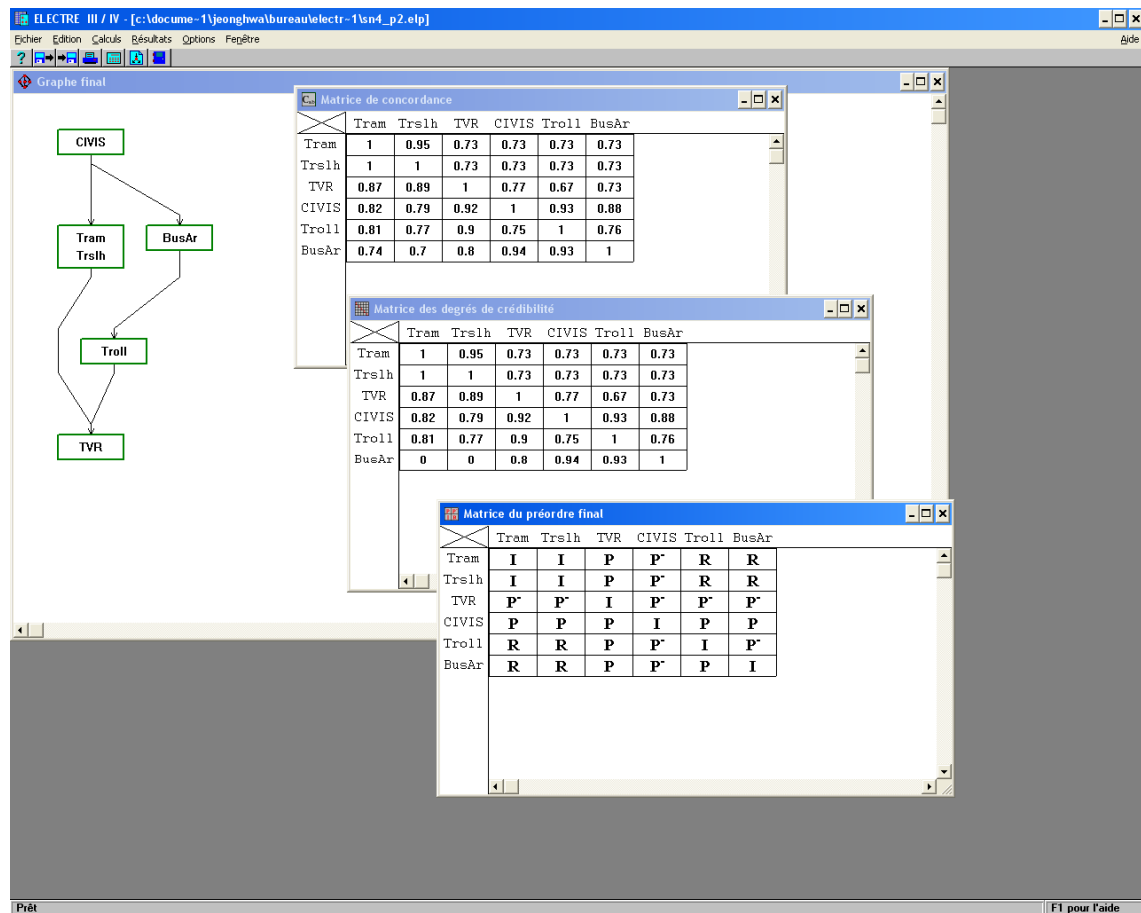 ELECTRE III / IV - [c:\docume~1\jeonghwa\bureau\electr~1\sn4_p2.elp]
Fichier Edition Calculs Résultats Options Fenêtre Aide
?
Graphe final
CIVIS
Tram
Trslh
BusAr
Troll
TVR
Matrice de concordance
Tram Trslh TVR CIVIS Troll BusAr
Tram 1 0.95 0.73 0.73 0.73 0.73
Trslh 1 1 0.73 0.73 0.73 0.73
TVR 0.87 0.89 1 0.77 0.67 0.73
CIVIS 0.82 0.79 0.92 1 0.93 0.88
Troll 0.81 0.77 0.9 0.75 1 0.76
BusAr 0.74 0.7 0.8 0.94 0.93 1
Matrice des degrés de crédibilité
Tram Trslh TVR CIVIS Troll BusAr
Tram 1 0.95 0.73 0.73 0.73 0.73
Trslh 1 1 0.73 0.73 0.73 0.73
TVR 0.87 0.89 1 0.77 0.67 0.73
CIVIS 0.82 0.79 0.92 1 0.93 0.88
Troll 0.81 0.77 0.9 0.75 1 0.76
BusAr 0 0 0.8 0.94 0.93 1
Matrice du préordre final
Tram Trslh TVR CIVIS Troll BusAr
Tram I I P P⁻ R R
Trslh I I P P⁻ R R
TVR P⁻ P⁻ I P⁻ P⁻ P⁻
CIVIS P P P I P P
Troll R R P P⁻ I P⁻
BusAr R R P P⁻ P I
Prêt F1 pour l'aide